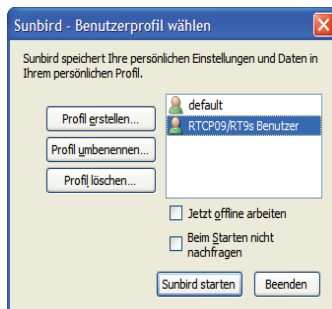 Sunbird - Benutzerprofil wählen
Sunbird speichert Ihre persönlichen Einstellungen und Daten in
Ihrem persönlichen Profil.
Profil erstellen...
Profil umbenennen...
Profil löschen...
default
RTCP09/RT9s Benutzer
Jetzt offline arbeiten
Beim Starten nicht
nachfragen
Sunbird starten
Beenden